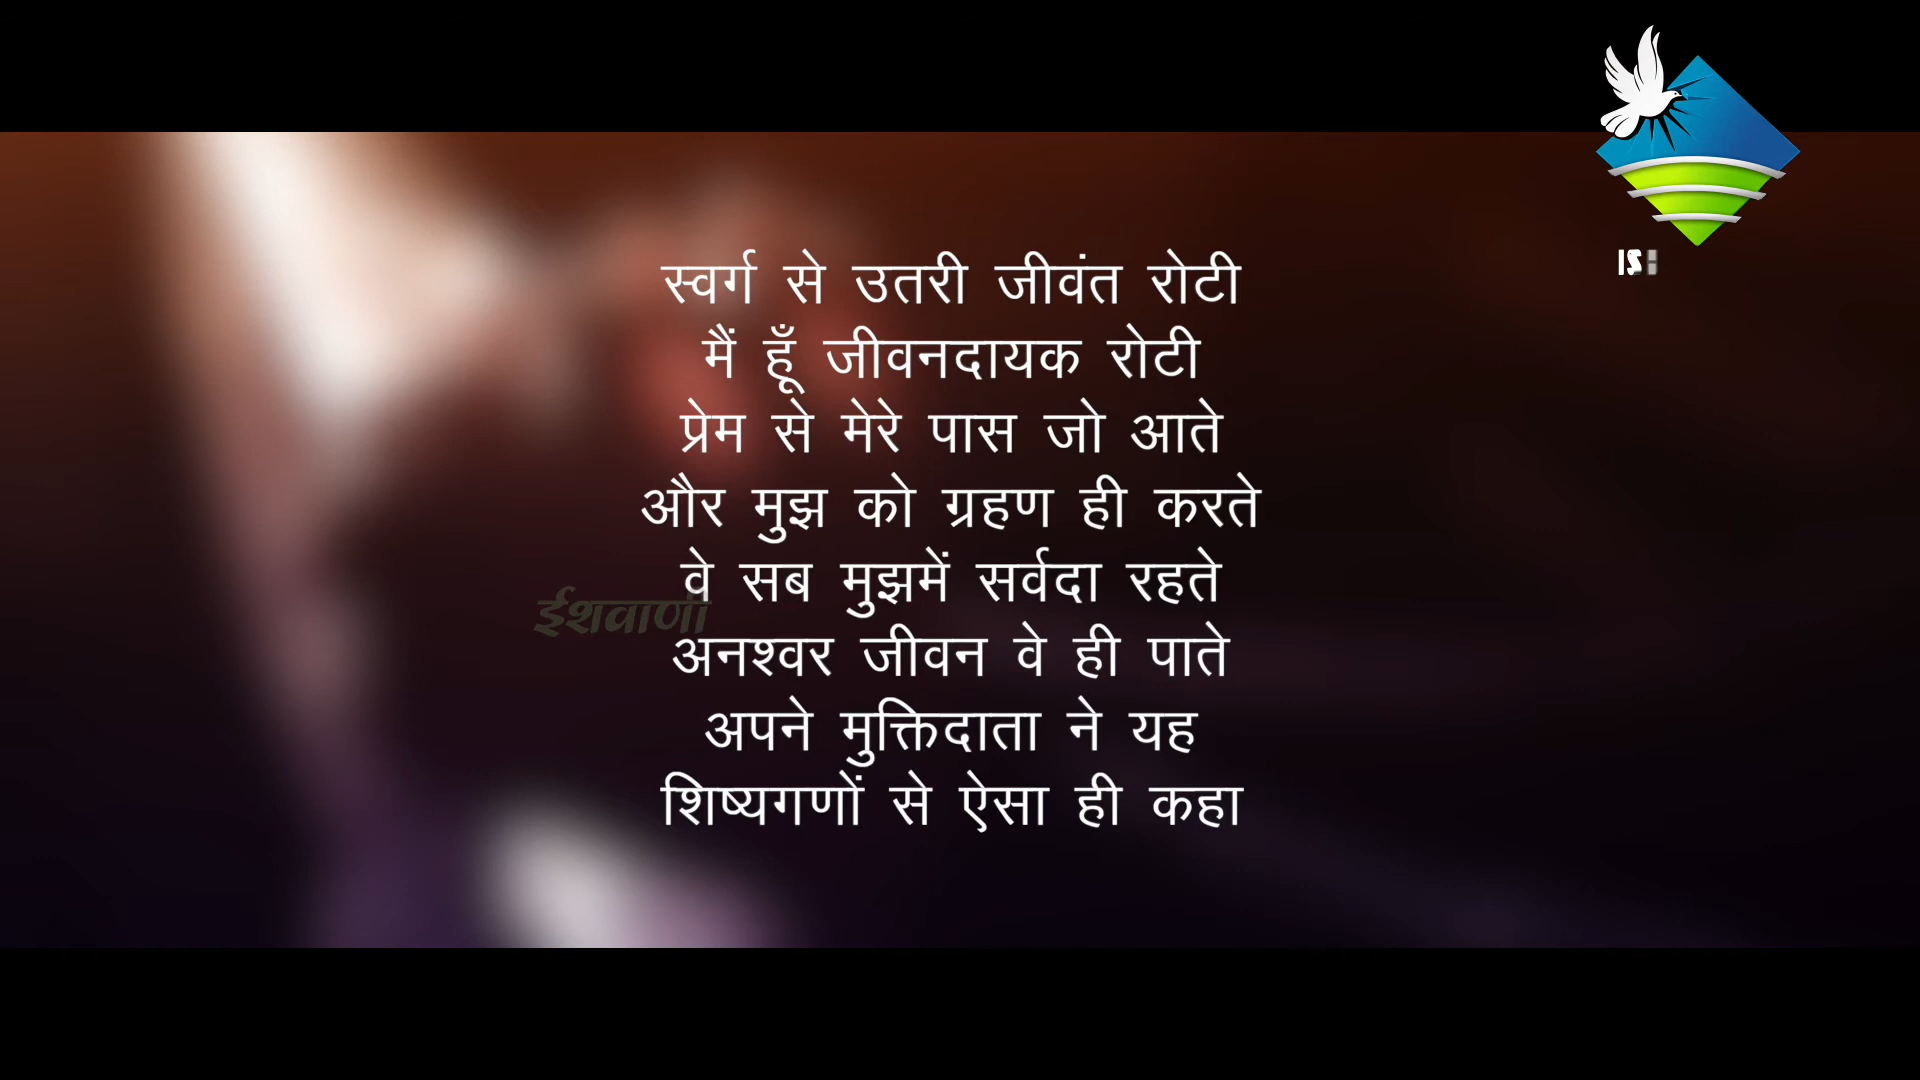 स्वर्ग से उतरी जीवंत रोटी
मैं हूँ जीवनदायक रोटी
प्रेम से मेरे पास जो आते
और मुझ को ग्रहण ही करते
वे सब मुझमें सर्वदा रहते
अनश्वर जीवन वे ही पाते
अपने मुक्तिदाता ने यह
शिष्यगणों से ऐसा ही कहा
ईशवाणी